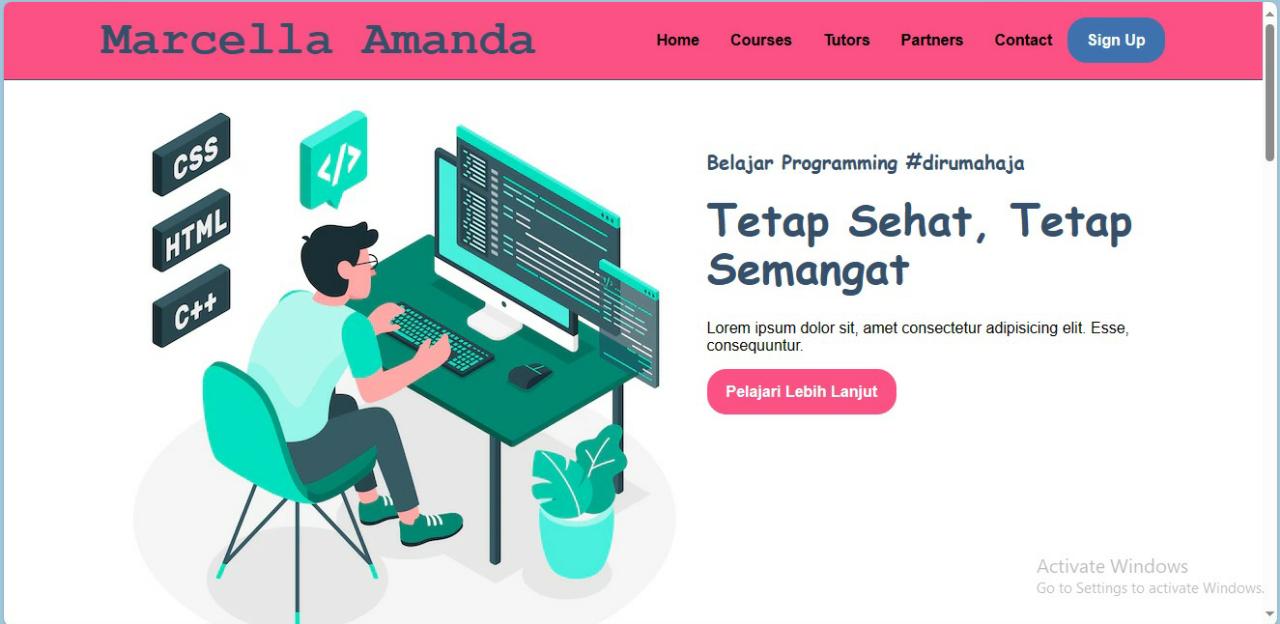 Marcella Amanda
Home Courses Tutors Partners Contact Sign Up
CSS
</>
HTML
C++
Belajar Programming #dirumahaja
Tetap Sehat, Tetap
Semangat
Lorem ipsum dolor sit, amet consectetur adipisicing elit. Esse,
consequuntur.
Pelajari Lebih Lanjut
Activate Windows
Go to Settings to activate Windows.